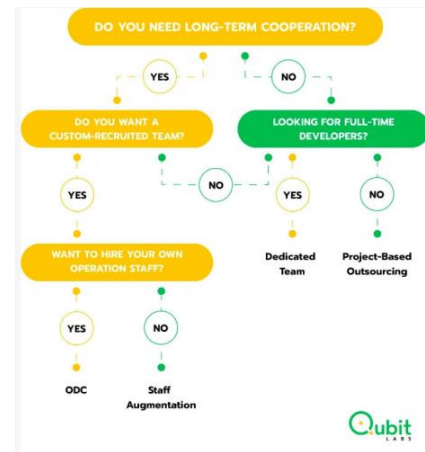 DO YOU NEED LONG-TERM COOPERATION?
YES
NO
DO YOU WANT A
CUSTOM-RECRUITED TEAM?
LOOKING FOR FULL-TIME
DEVELOPERS?
NO
YES
YES
NO
WANT TO HIRE YOUR OWN
OPERATION STAFF?
Dedicated
Team
Project-Based
Outsourcing
YES
NO
ODC
Staff
Augmentation
Qubit
LABS